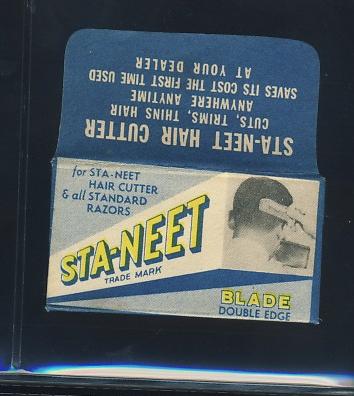 STA-NEET HAIR CUTTER
CUTS, TRIMS, THINS HAIR
ANYWHERE ANYTIME
SAVES ITS COST THE FIRST TIME USED
AT YOUR DEALER
for STA-NEET
HAIR CUTTER
& all STANDARD
RAZORS
STA-NEET
TRADE MARK
BLADE
DOUBLE EDGE